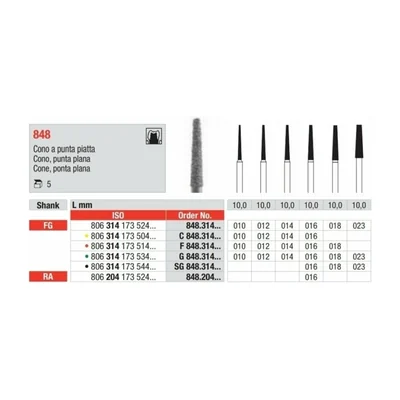 848
Cono a punta piatta
Cono, punta plana
Cone, ponta plana
5
Shank L mm 10,0 10,0 10,0 10,0 10,0 10,0
ISO Order No.
FG 806 314 173 524... 848.314... 010 012 014 016 018 023
806 314 173 504... C 848.314... 010 012 014 016
806 314 173 514... F 848.314... 010 012 014 016 018
806 314 173 534... G 848.314... 010 012 014 016 018 023
806 314 173 544... SG 848.314... 016 018 023
RA 806 204 173 524... 848.204... 016